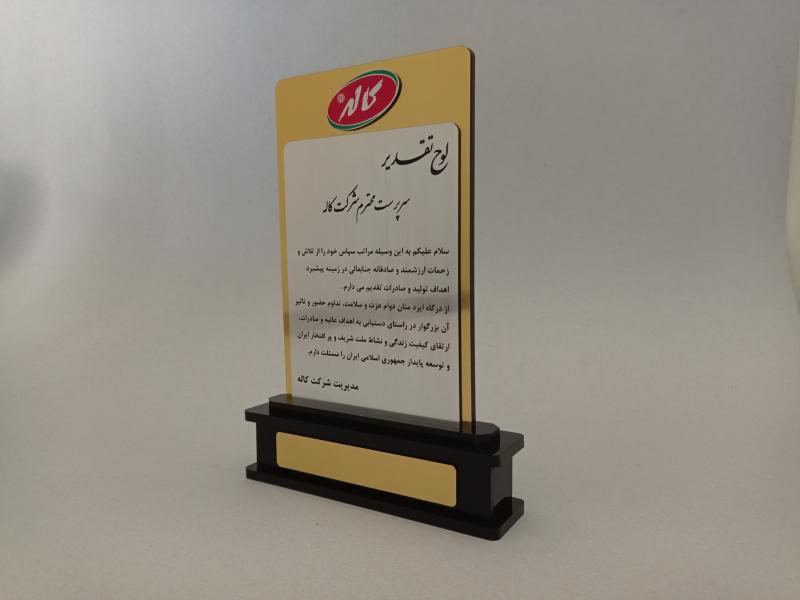 کاله
لوح تقدیر
سرپرست محترم شرکت کاله
سلام علیکم به این وسیله مراتب سپاس خود را از تلاش و
زحمات ارزشمند و صادقانه جنابعالی در زمینه پیشبرد
اهداف تولید و صادرات تقدیم می دارم.
از درگاه ایزد منان دوام عزت و سلامت، تداوم حضور و تاثیر
آن بزرگوار در راستای دستیابی به اهداف عالیه و صادرات،
ارتقای کیفیت زندگی و نشاط ملت شریف و پر افتخار ایران
و توسعه پایدار جمهوری اسلامی ایران را مسئلت دارم.
مدیریت شرکت کاله